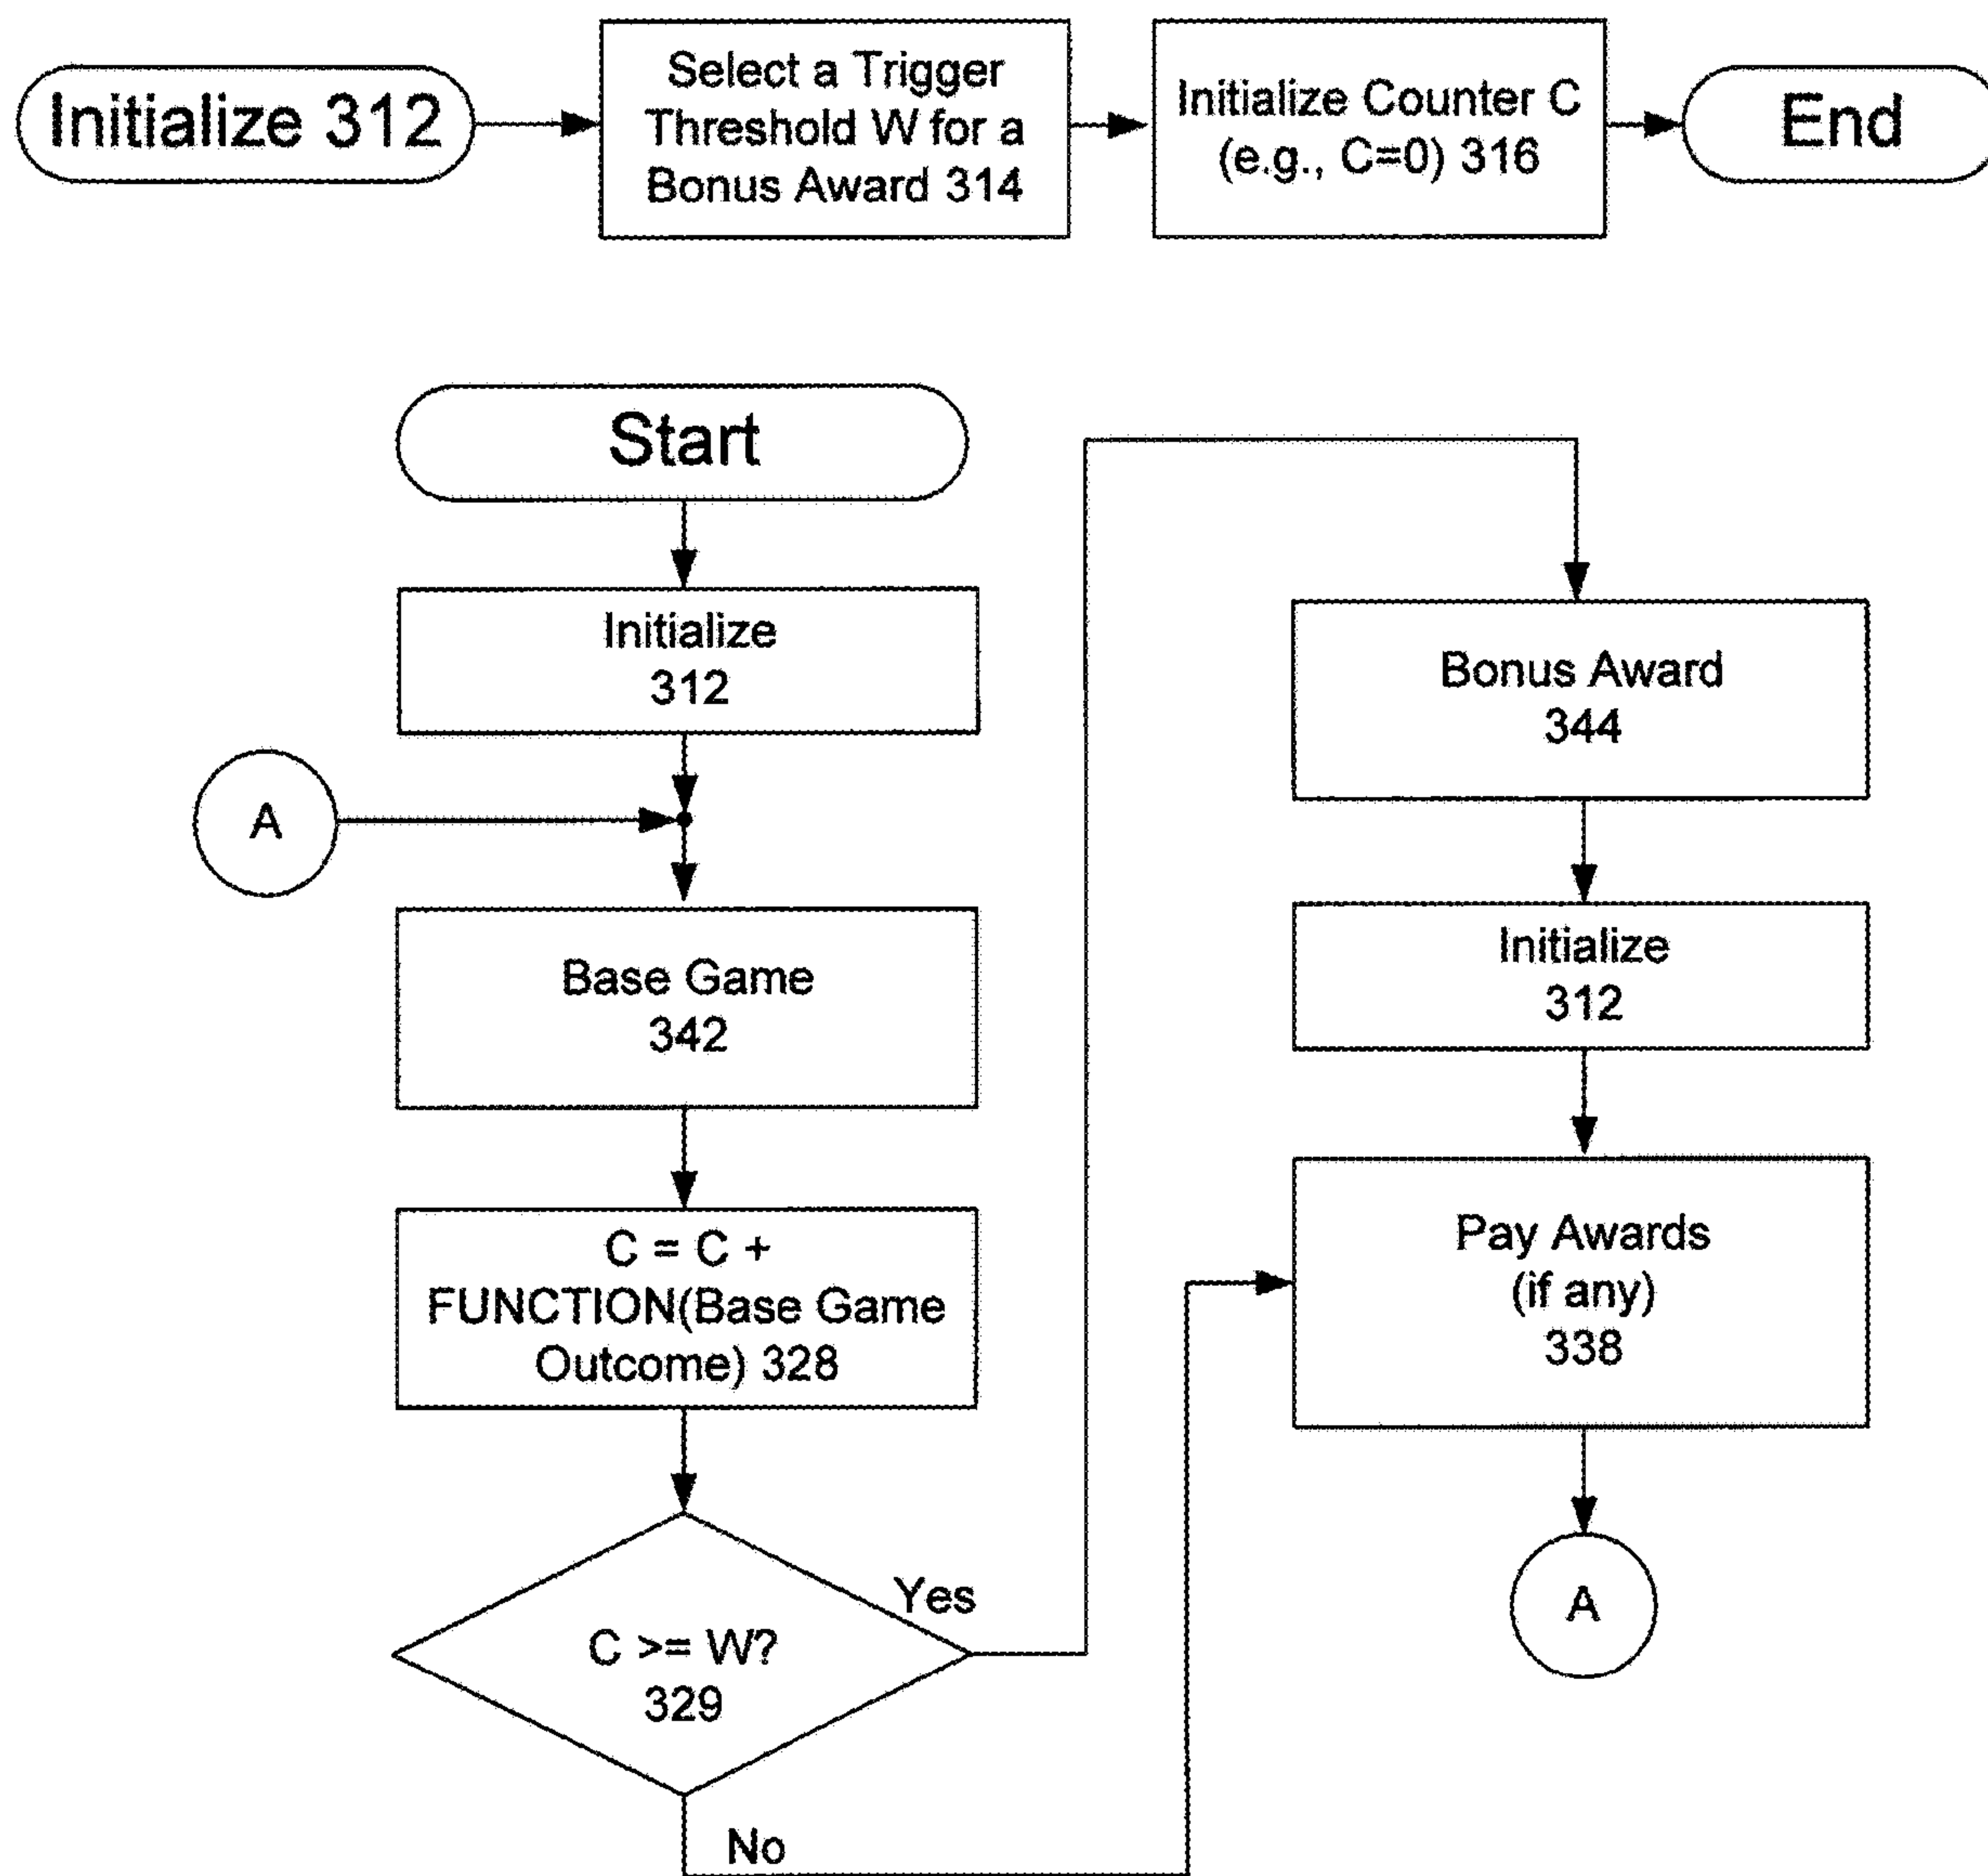 Initialize 312
Select a Trigger
Threshold W for a
Bonus Award 314
Initialize Counter C
(e.g., C=0) 316
End
Start
Initialize
312
A
Base Game
342
C = C +
FUNCTION(Base Game
Outcome) 328
C >= W?
329
Yes
No
Bonus Award
344
Initialize
312
Pay Awards
(if any)
338
A